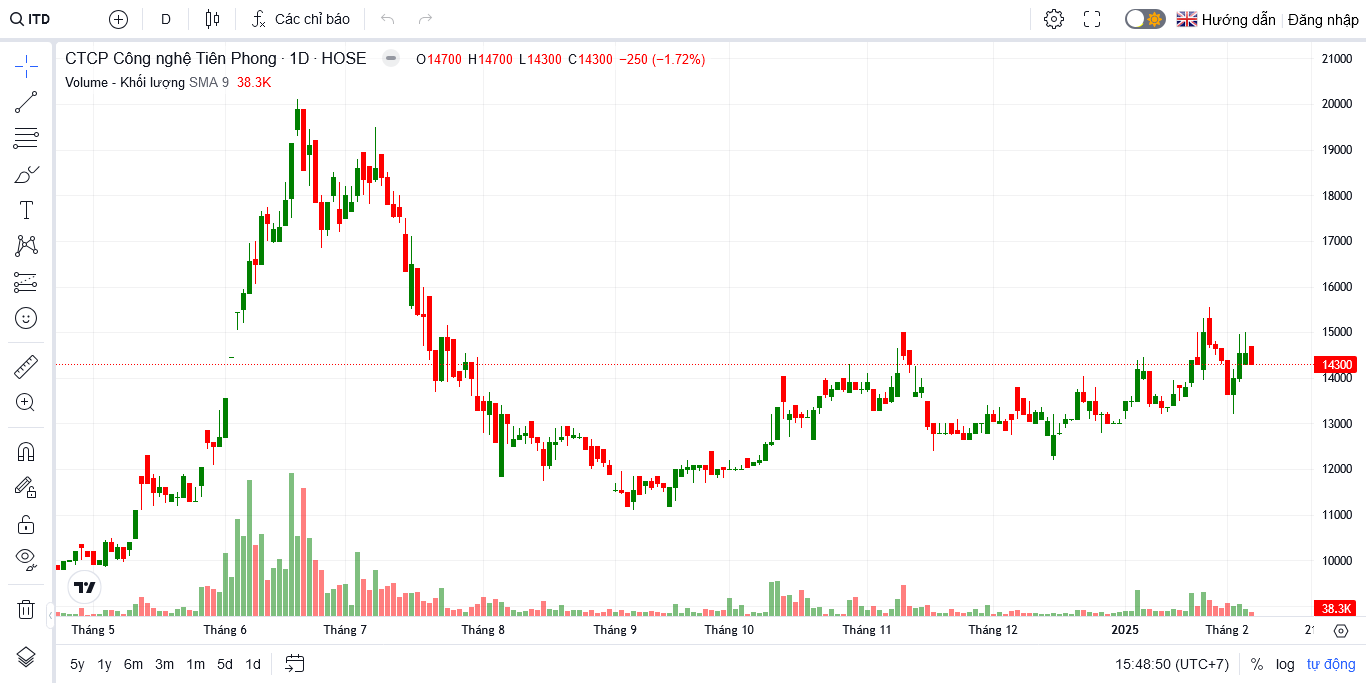 ITD D Các chỉ báo Hướng dẫn Đăng nhập
CTCP Công nghệ Tiên Phong · 1D · HOSE O14700 H14700 L14300 C14300 −250 (−1.72%)
Volume - Khối lượng SMA 9 38.3K
21000
20000
19000
18000
17000
16000
15000
14300
14000
13000
12000
11000
10000
38.3K
Tháng 5 Tháng 6 Tháng 7 Tháng 8 Tháng 9 Tháng 10 Tháng 11 Tháng 12 2025 Tháng 2
5y 1y 6m 3m 1m 5d 1d 15:48:50 (UTC+7) % log tự động